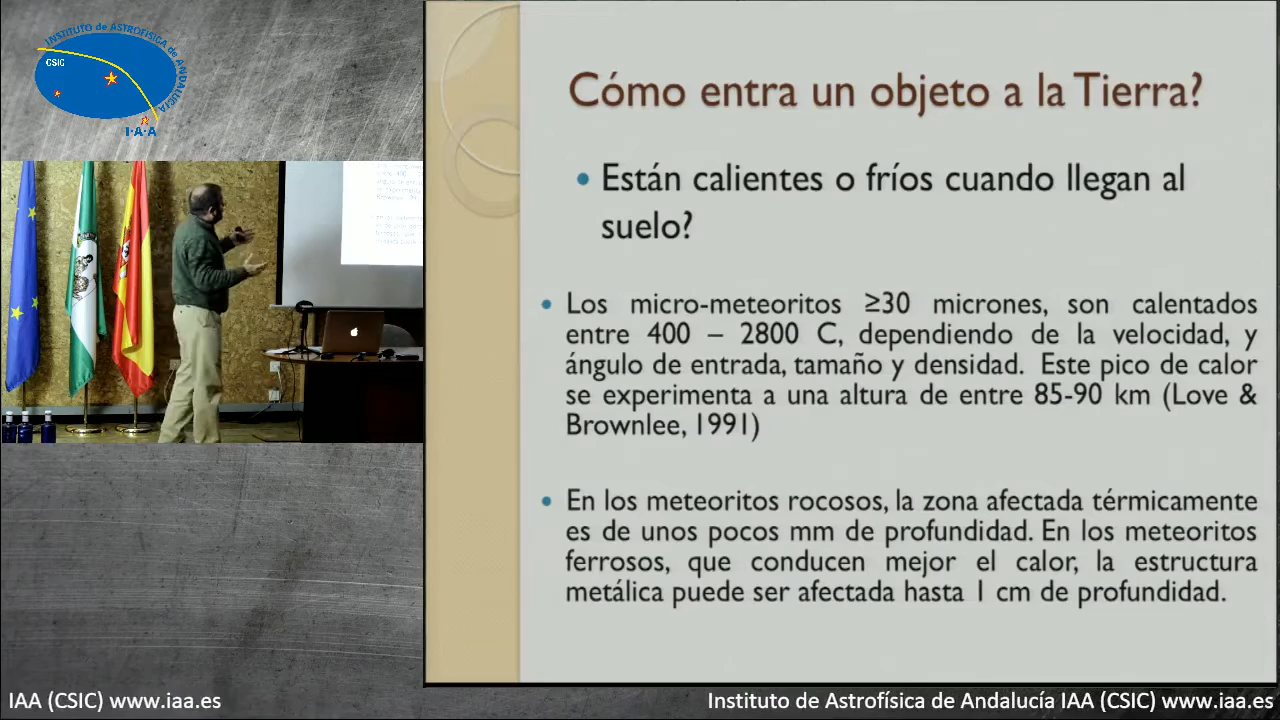 INSTITUTO de ASTROFÍSICA de ANDALUCÍA
CSIC
I·A·A
Cómo entra un objeto a la Tierra?
• Están calientes o fríos cuando llegan al
suelo?
• Los micro-meteoritos ≥30 micrones, son calentados
entre 400 – 2800 C, dependiendo de la velocidad, y
ángulo de entrada, tamaño y densidad. Este pico de calor
se experimenta a una altura de entre 85-90 km (Love &
Brownlee, 1991)
• En los meteoritos rocosos, la zona afectada térmicamente
es de unos pocos mm de profundidad. En los meteoritos
ferrosos, que conducen mejor el calor, la estructura
metálica puede ser afectada hasta 1 cm de profundidad.
IAA (CSIC) www.iaa.es
Instituto de Astrofísica de Andalucía IAA (CSIC) www.iaa.es